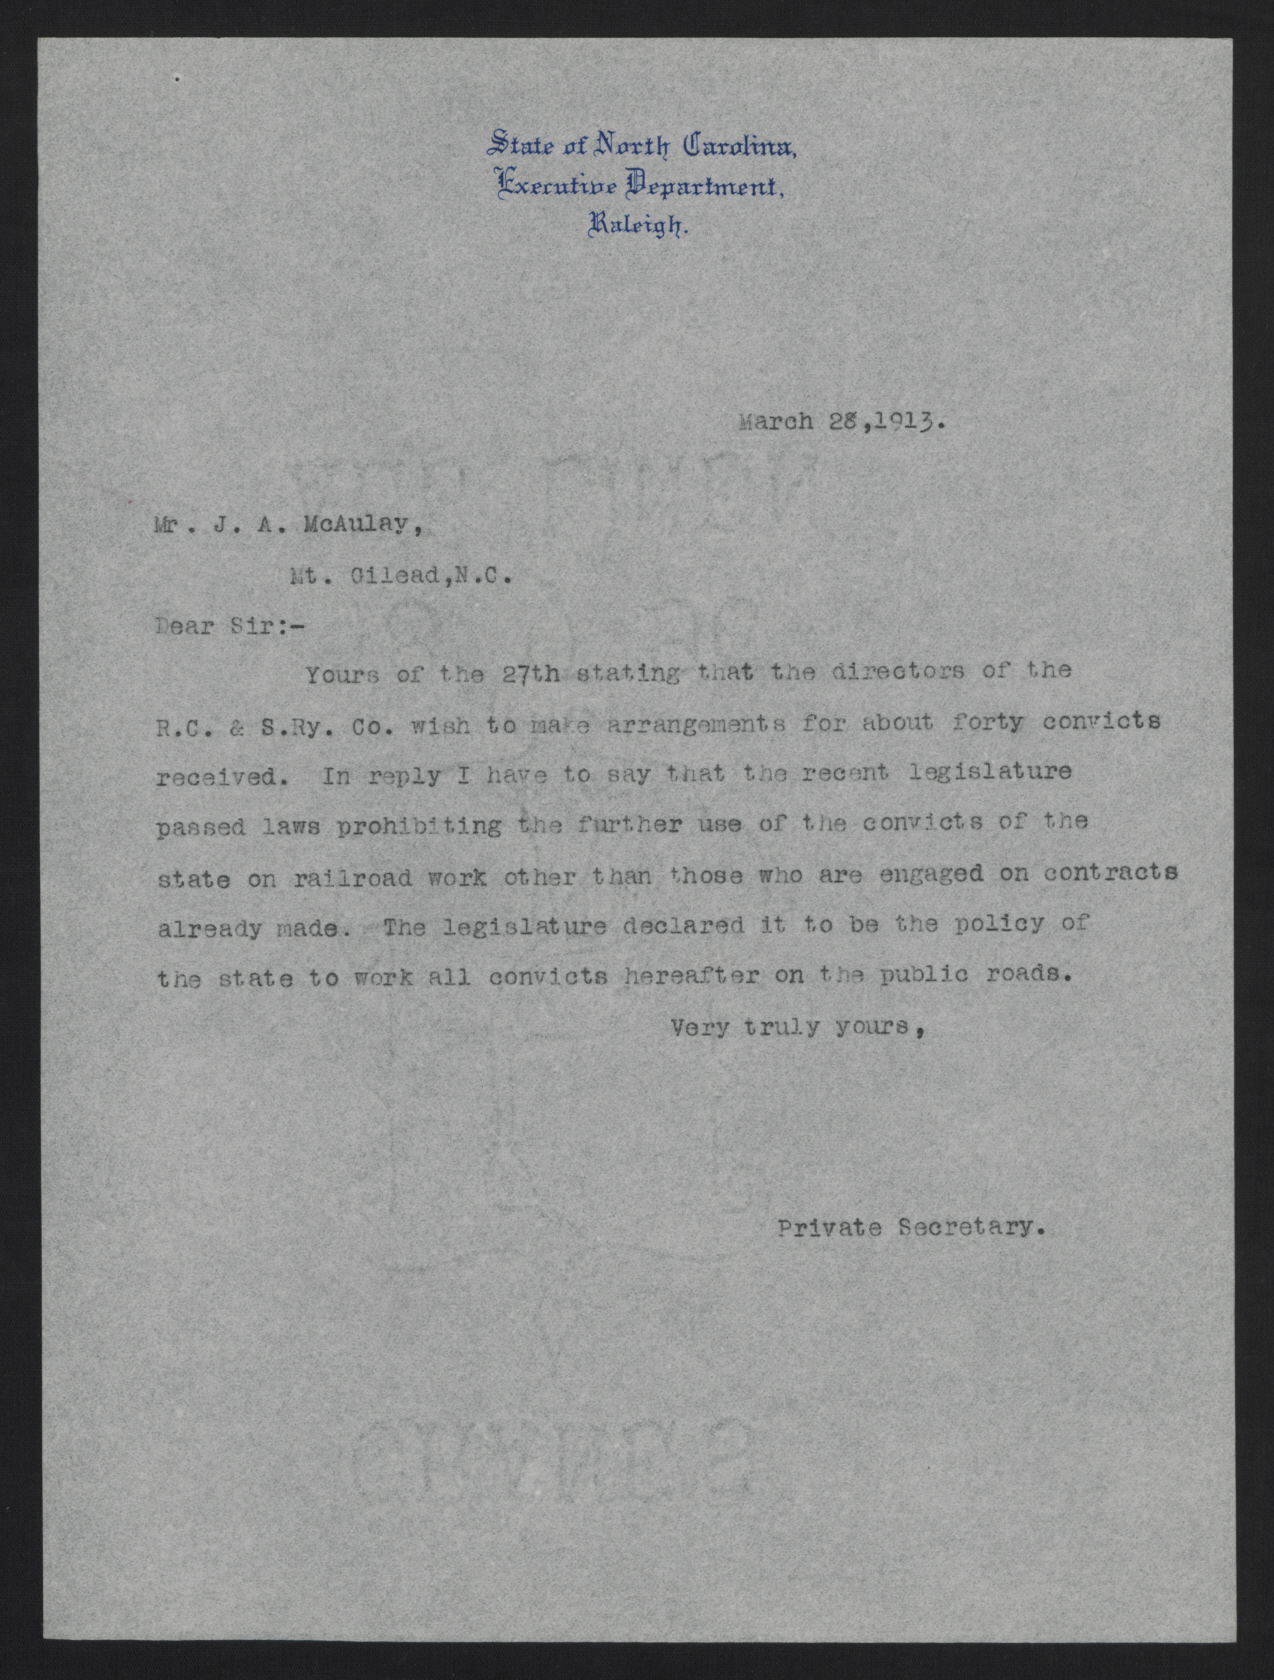 State of North Carolina,
Executive Department,
Raleigh.
March 28,1913.
Mr. J. A. McAulay,
Mt. Gilead,N.C.
Dear Sir:-
Yours of the 27th stating that the directors of the
R.C. & S.Ry. Co. wish to make arrangements for about forty convicts
received. In reply I have to say that the recent legislature
passed laws prohibiting the further use of the convicts of the
state on railroad work other than those who are engaged on contracts
already made. The legislature declared it to be the policy of
the state to work all convicts hereafter on the public roads.
Very truly yours,
Private Secretary.